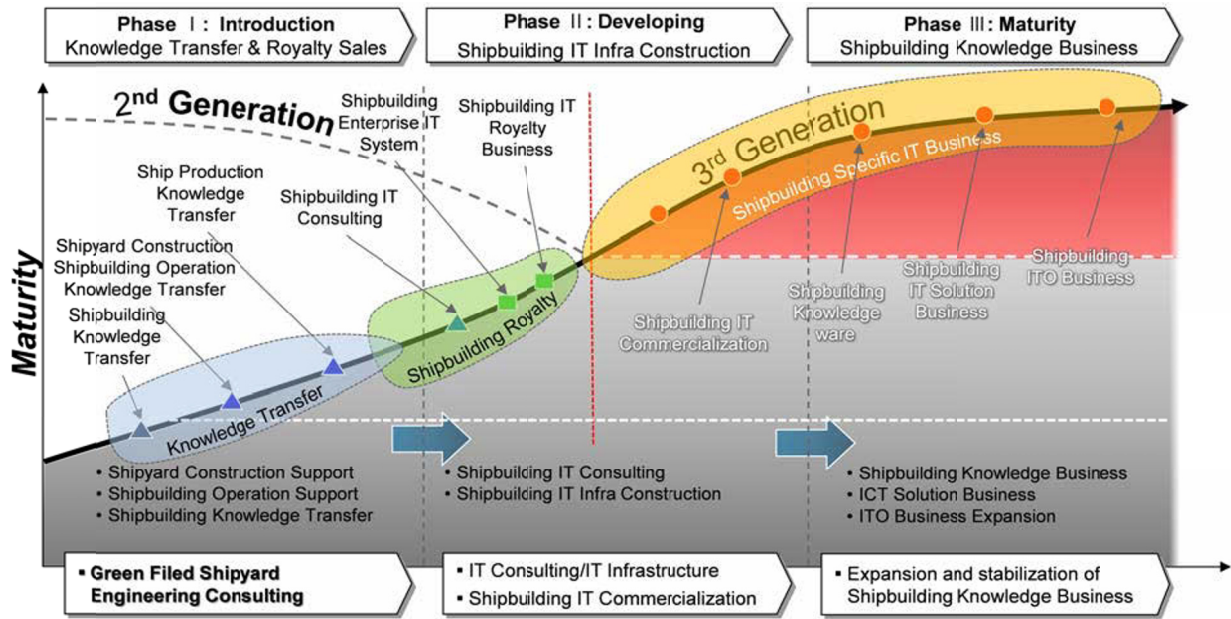 Phase Ⅰ : Introduction
Knowledge Transfer & Royalty Sales
Phase Ⅱ : Developing
Shipbuilding IT Infra Construction
Phase Ⅲ : Maturity
Shipbuilding Knowledge Business
2nd Generation
Shipbuilding
Enterprise IT
System
Shipbuilding IT
Royalty
Business
3rd Generation
Shipbuilding Specific IT Business
Ship Production
Knowledge
Transfer
Shipbuilding IT
Consulting
Shipyard Construction
Shipbuilding Operation
Knowledge Transfer
Shipbuilding
Knowledge
Transfer
Maturity
Knowledge Transfer
Shipbuilding Royalty
Shipbuilding IT
Commercialization
Shipbuilding
Knowledge
ware
Shipbuilding
IT Solution
Business
Shipbuilding
ITO Business
• Shipyard Construction Support
• Shipbuilding Operation Support
• Shipbuilding Knowledge Transfer
• Shipbuilding IT Consulting
• Shipbuilding IT Infra Construction
• Shipbuilding Knowledge Business
• ICT Solution Business
• ITO Business Expansion
▪ Green Filed Shipyard
Engineering Consulting
▪ IT Consulting/IT Infrastructure
▪ Shipbuilding IT Commercialization
▪ Expansion and stabilization of
Shipbuilding Knowledge Business